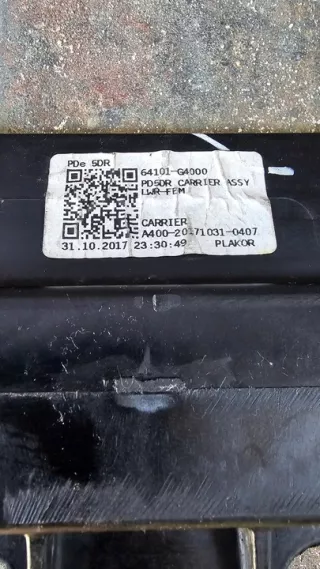 PDe 5DR
64101-G4000
PD5DR CARRIER ASSY
LWR-FEM
CARRIER
A400-20171031-0407
31.10.2017 23:30:49 PLAKOR